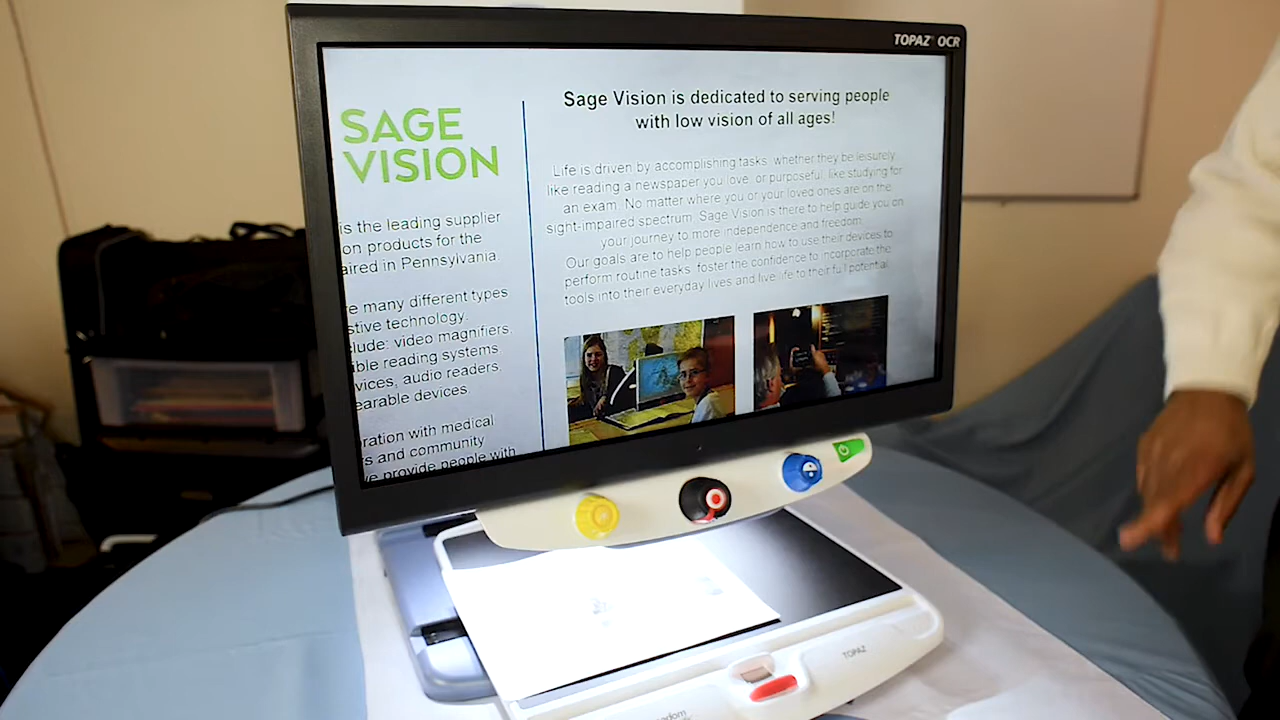 TOPAZ® OCR
SAGE
VISION
is the leading supplier
on products for the
aired in Pennsylvania.
e many different types
stive technology.
lude: video magnifiers,
ible reading systems
vices, audio readers,
earable devices
ration with medical
s and community
e provide people with
Sage Vision is dedicated to serving people
with low vision of all ages!
Life is driven by accomplishing tasks, whether they be leisurely,
like reading a newspaper you love, or purposeful, like studying for
an exam. No matter where you or your loved ones are on the
sight-impaired spectrum, Sage Vision is there to help guide you on
your journey to more independence and freedom.
Our goals are to help people learn how to use their devices to
perform routine tasks, foster the confidence to incorporate the
tools into their everyday lives and live life to their full potential.
TOPAZ
edom